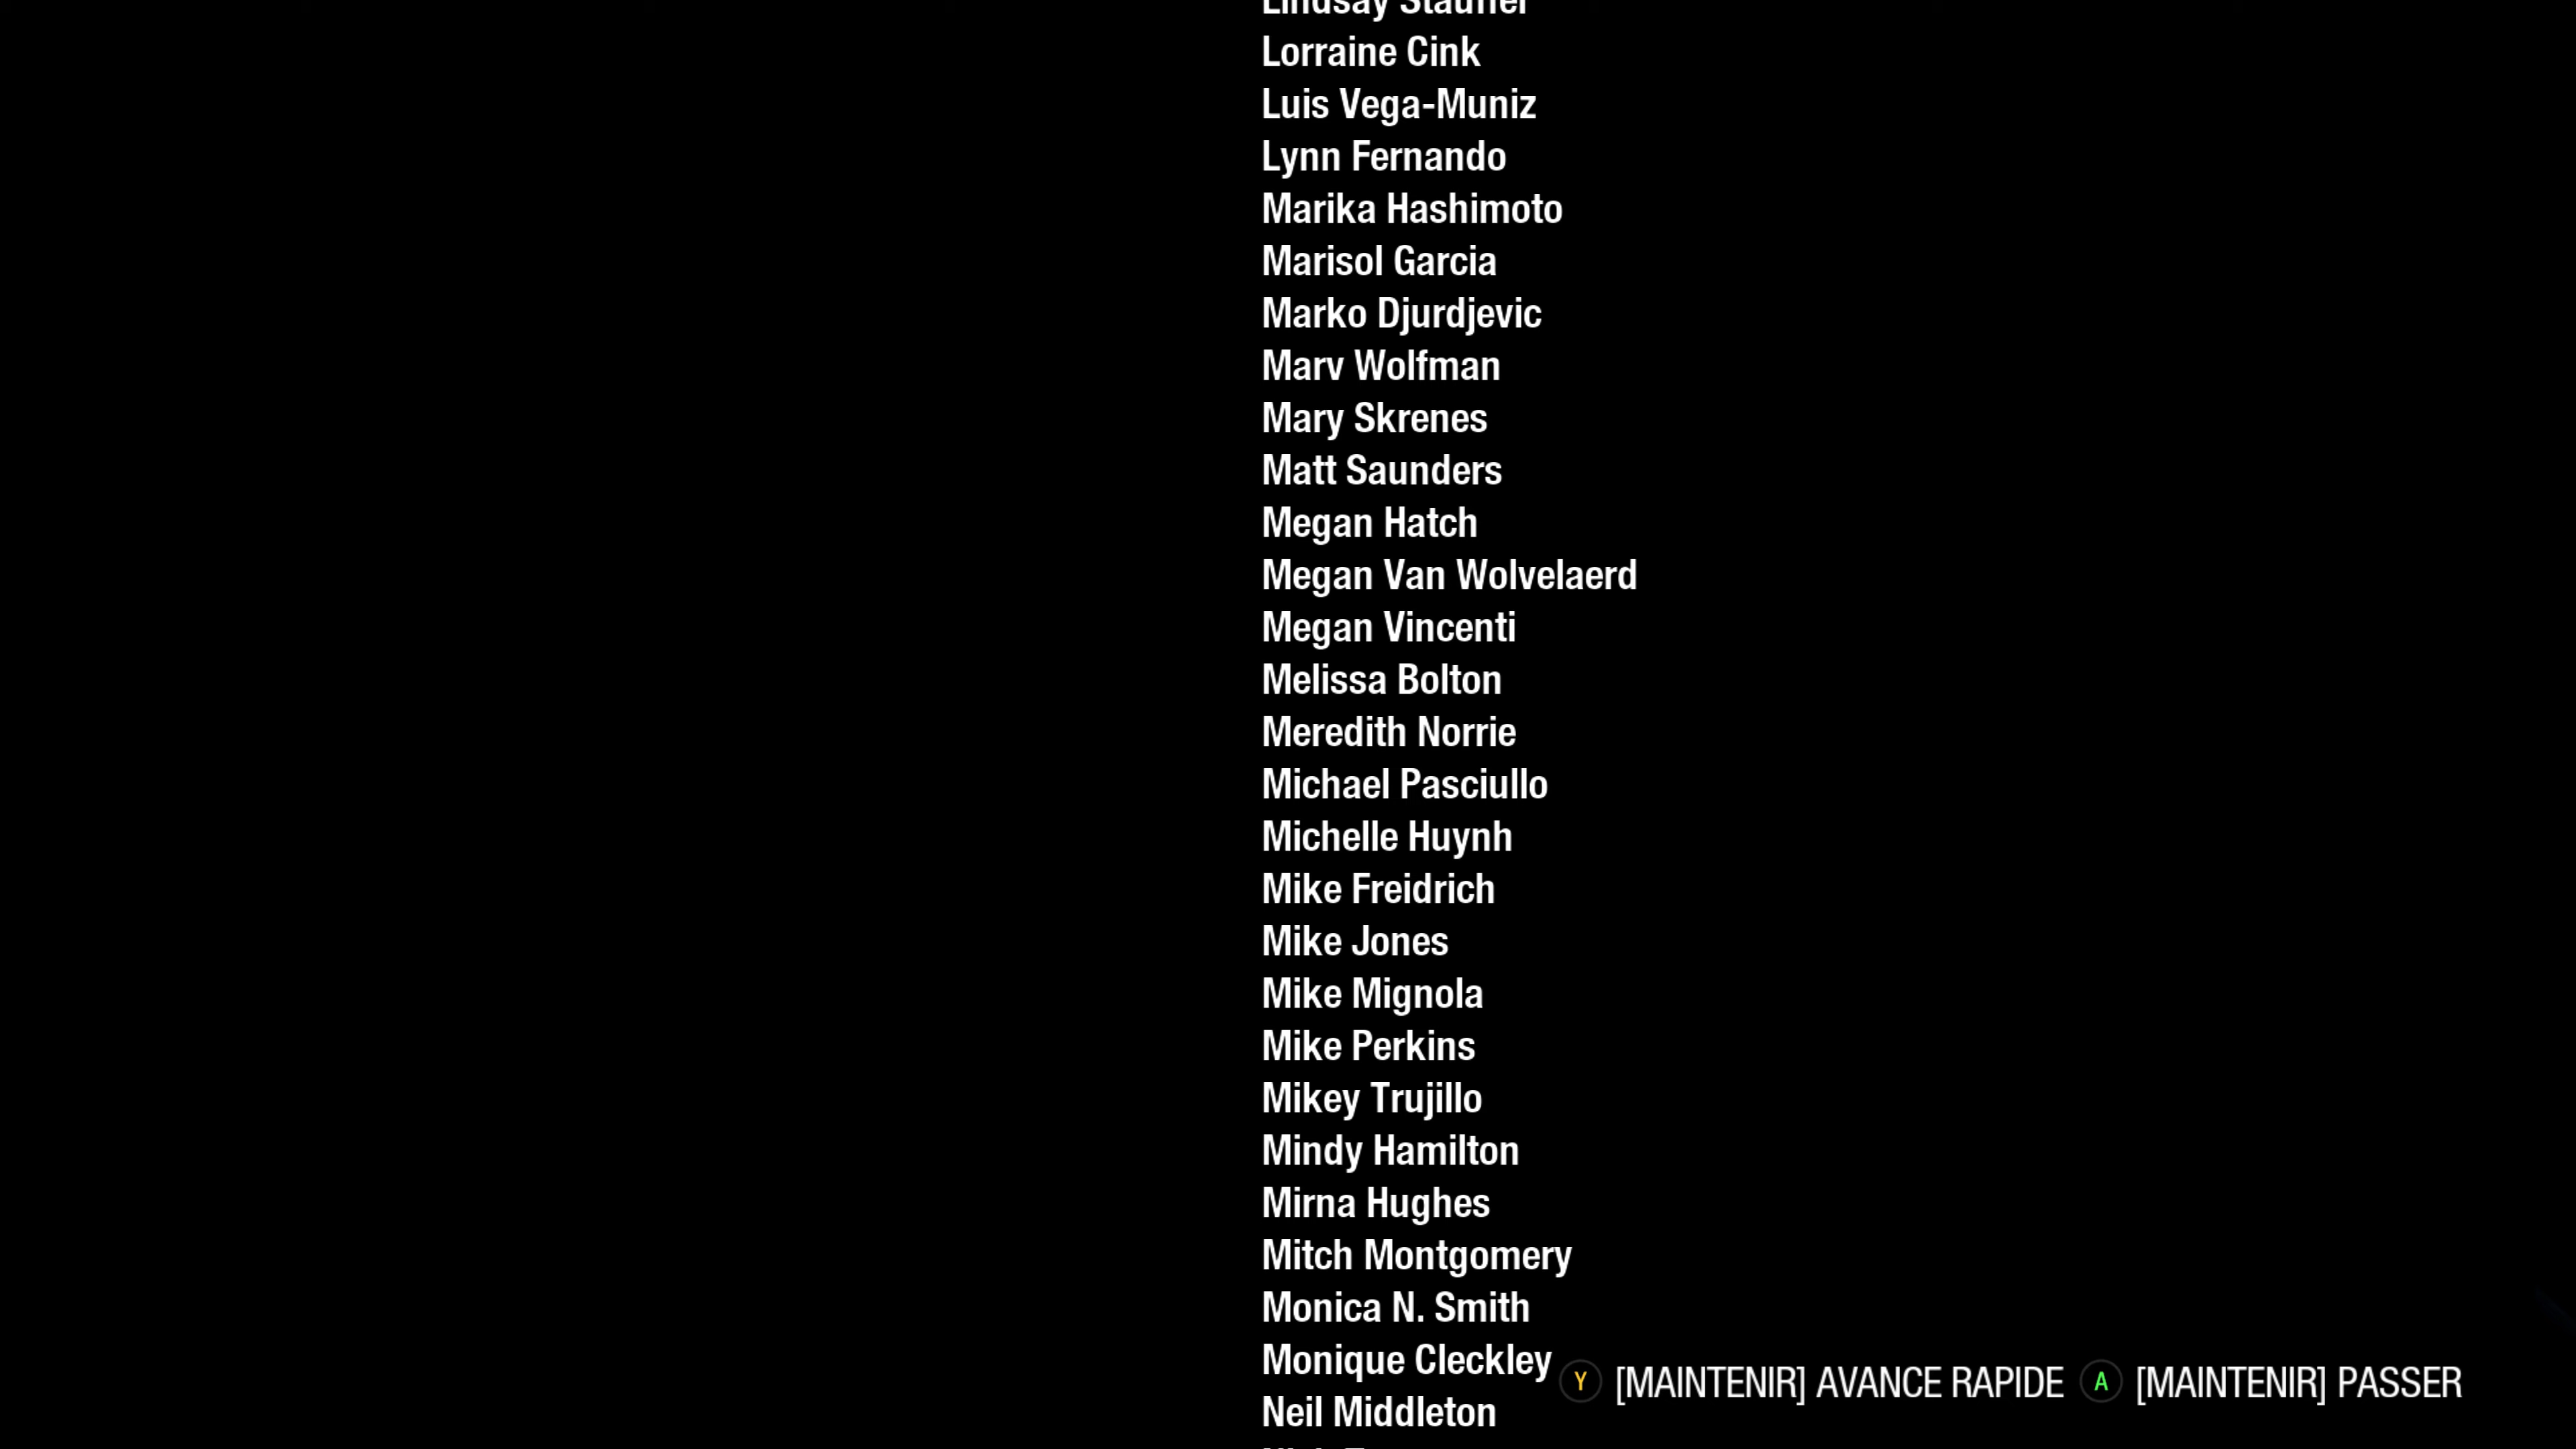 Lindsay Stauffer
Lorraine Cink
Luis Vega-Muniz
Lynn Fernando
Marika Hashimoto
Marisol Garcia
Marko Djurdjevic
Marv Wolfman
Mary Skrenes
Matt Saunders
Megan Hatch
Megan Van Wolvelaerd
Megan Vincenti
Melissa Bolton
Meredith Norrie
Michael Pasciullo
Michelle Huynh
Mike Freidrich
Mike Jones
Mike Mignola
Mike Perkins
Mikey Trujillo
Mindy Hamilton
Mirna Hughes
Mitch Montgomery
Monica N. Smith
Monique Cleckley
Y [MAINTENIR] AVANCE RAPIDE A [MAINTENIR] PASSER
Neil Middleton